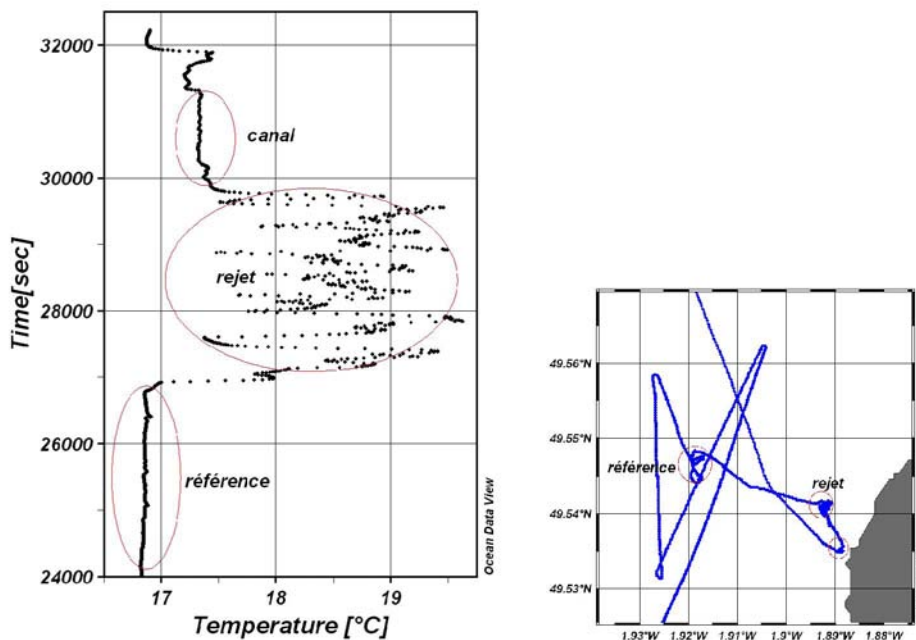 32000
30000
28000
26000
24000
Time[sec]
canal
rejet
référence
Ocean Data View
17
18
19
Temperature [°C]
49.56°N
49.55°N
49.54°N
49.53°N
référence
rejet
1.93°W 1.92°W 1.91°W 1.9°W 1.89°W 1.88°W